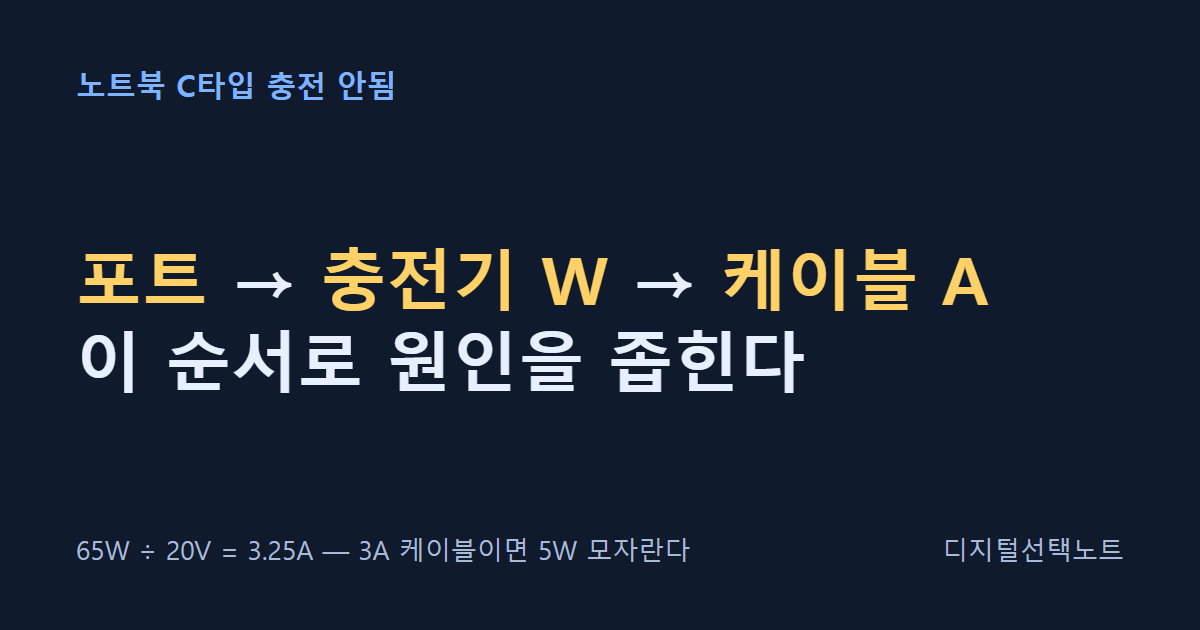 노트북 C타입 충전 안됨
포트 → 충전기 W → 케이블 A
이 순서로 원인을 좁힌다
65W ÷ 20V = 3.25A — 3A 케이블이면 5W 모자란다
디지털선택노트